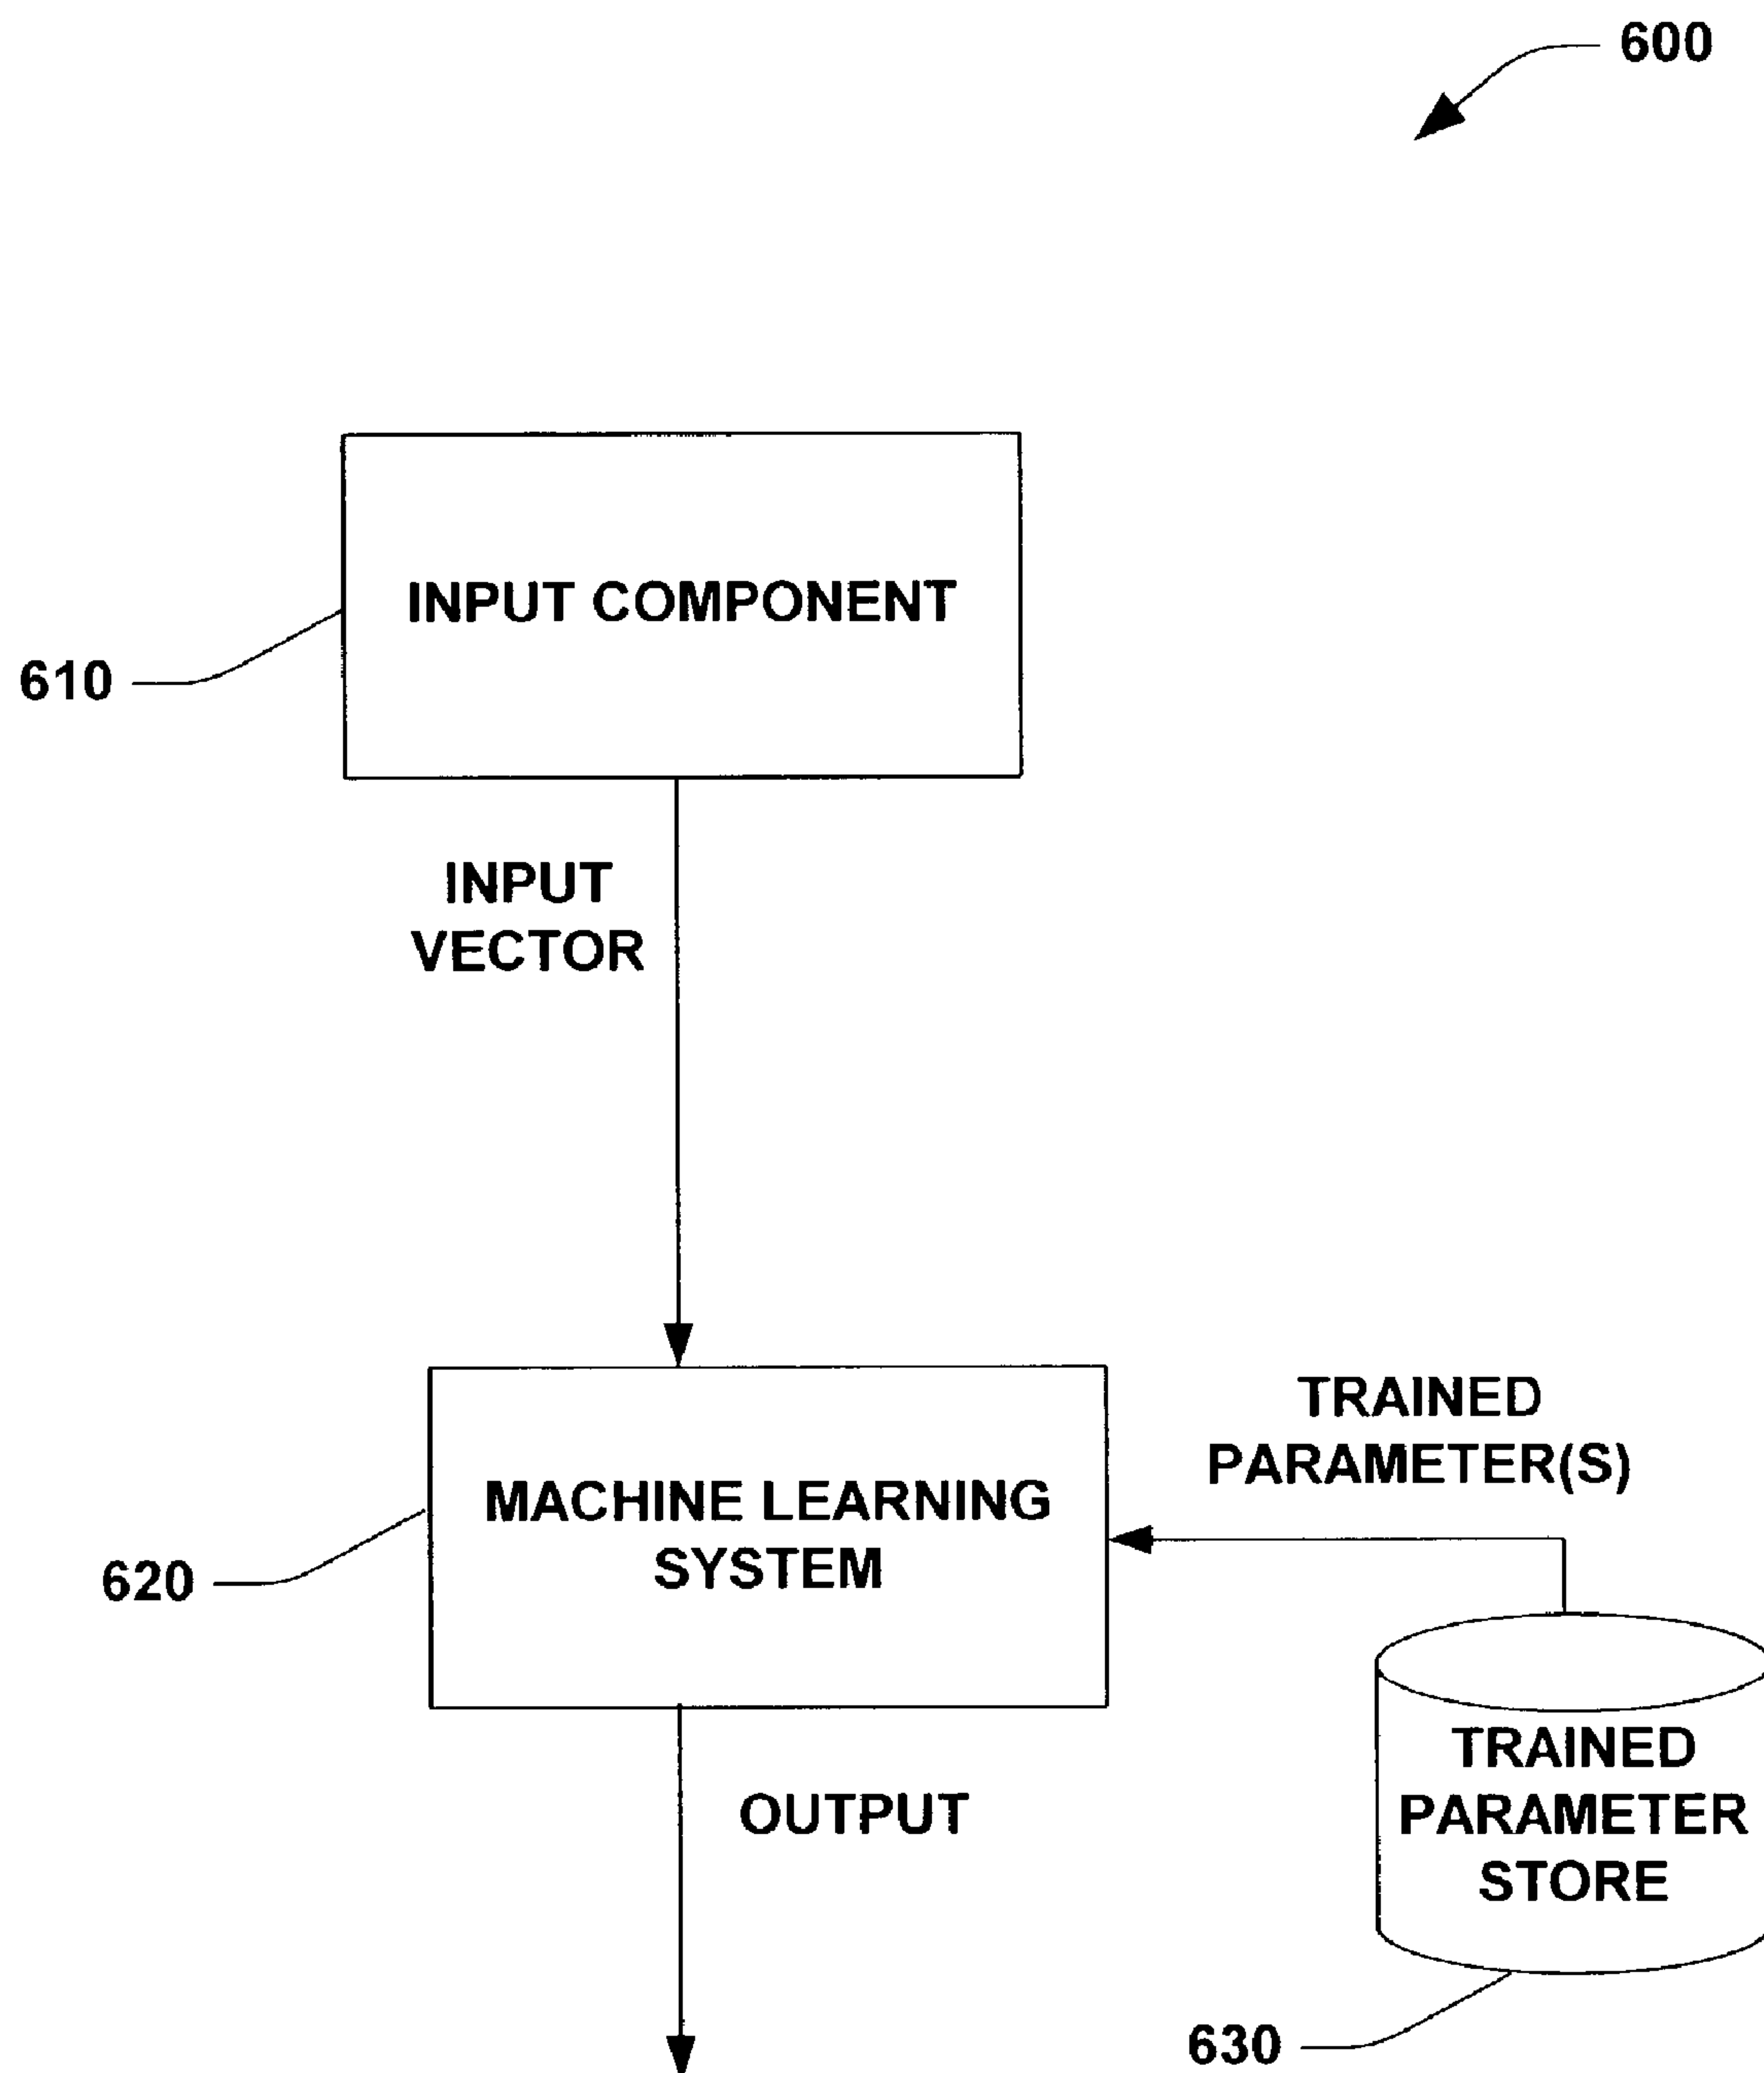 600
INPUT COMPONENT
610
INPUT
VECTOR
TRAINED
PARAMETER(S)
MACHINE LEARNING
SYSTEM
620
TRAINED
PARAMETER
STORE
OUTPUT
630